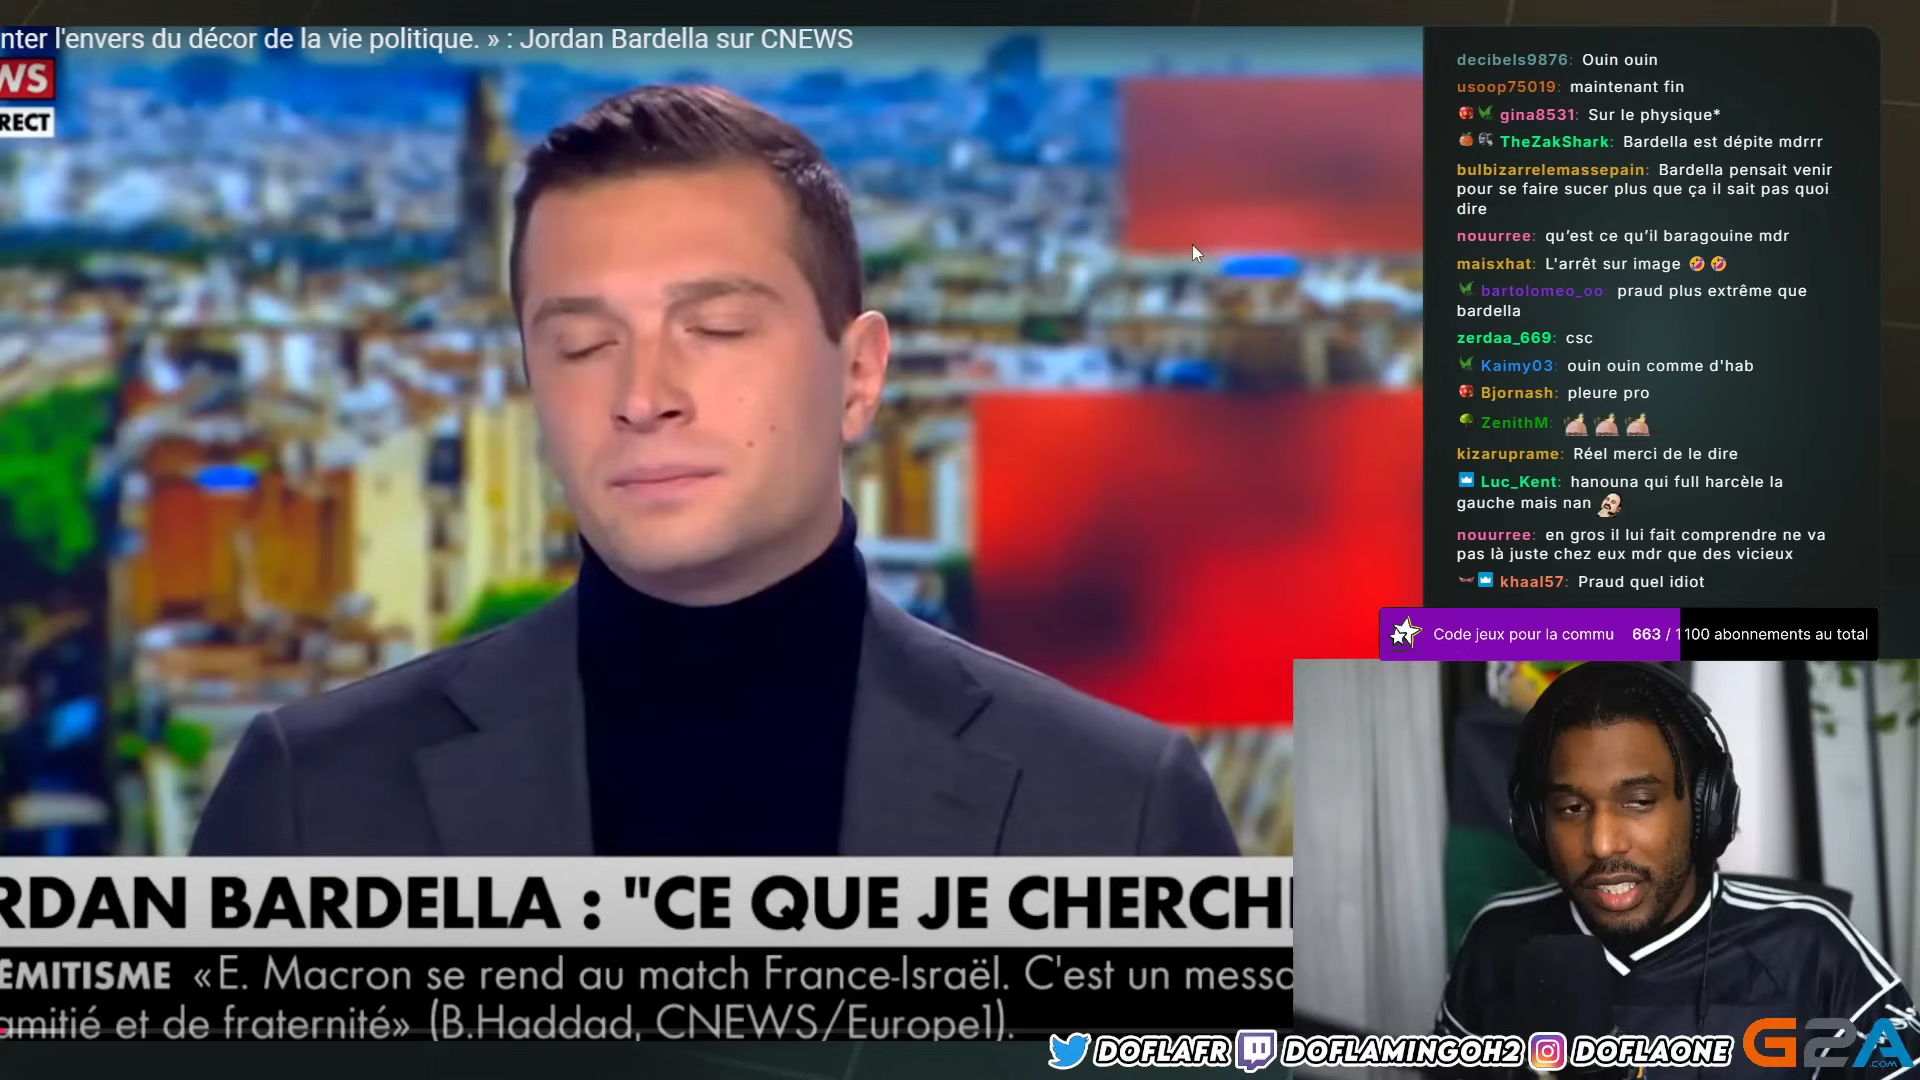 nter l'envers du décor de la vie politique. » : Jordan Bardella sur CNEWS
WS
RECT
decibels9876: Ouin ouin
usoop75019: maintenant fin
gina8531: Sur le physique*
TheZakShark: Bardella est dépite mdrrr
bulbizarrelemassepain: Bardella pensait venir
pour se faire sucer plus que ça il sait pas quoi
dire
nouurree: qu'est ce qu'il baragouine mdr
maisxhat: L'arrêt sur image 🤣 🤣
bartolomeo_oo: praud plus extrême que
bardella
zerdaa_669: csc
Kaimy03: ouin ouin comme d'hab
Bjornash: pleure pro
ZenithM:
kizaruprame: Réel merci de le dire
Luc_Kent: hanouna qui full harcèle la
gauche mais nan
nouurree: en gros il lui fait comprendre ne va
pas là juste chez eux mdr que des vicieux
khaal57: Praud quel idiot
Code jeux pour la commu 663 / 1100 abonnements au total
RDAN BARDELLA : "CE QUE JE CHERCH
ÉMITISME «E. Macron se rend au match France-Israël. C'est un messa
amitié et de fraternité» (B.Haddad, CNEWS/Europe1).
DOFLAFR DOFLAMINGOH2 DOFLAONE G2A
.COM